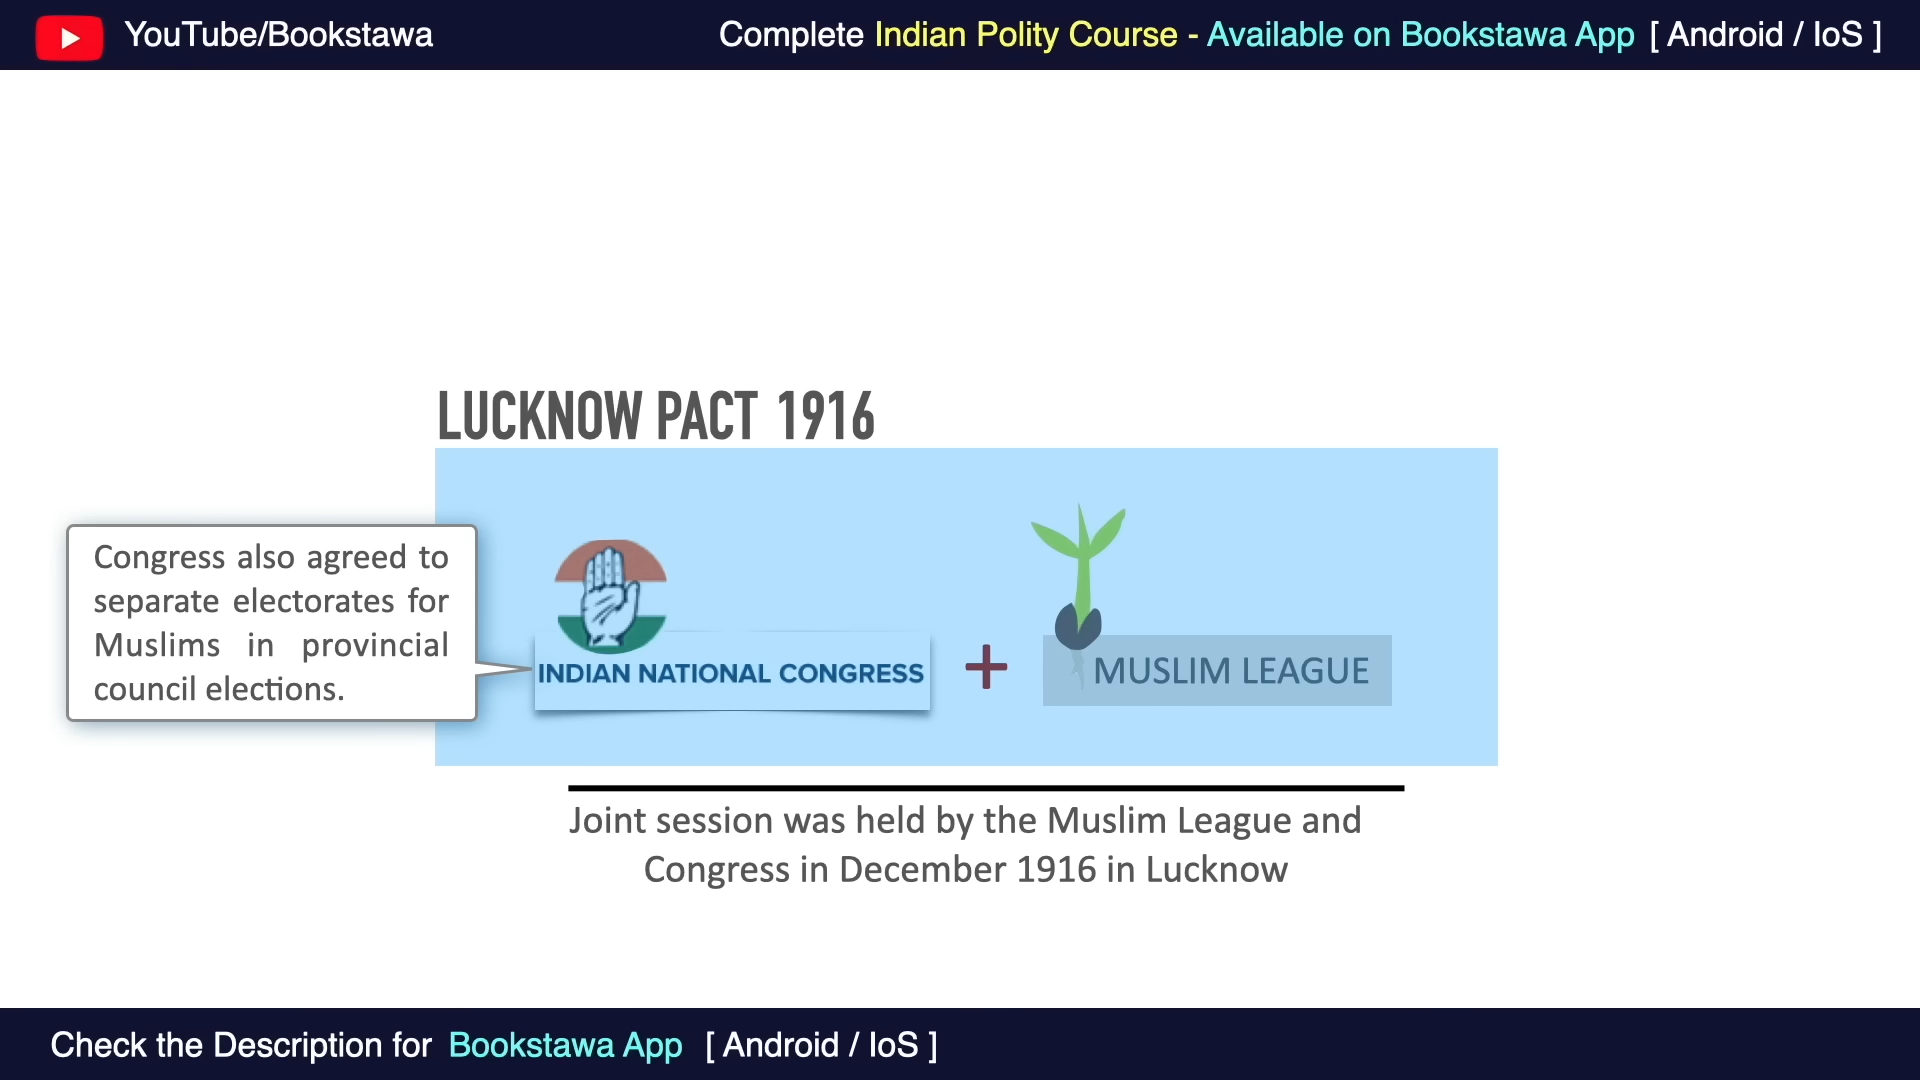 YouTube/Bookstawa
Complete Indian Polity Course - Available on Bookstawa App [ Android / IoS ]
LUCKNOW PACT 1916
Congress also agreed to
separate electorates for
Muslims in provincial
council elections.
INDIAN NATIONAL CONGRESS
+
MUSLIM LEAGUE
Joint session was held by the Muslim League and
Congress in December 1916 in Lucknow
Check the Description for Bookstawa App [ Android / IoS ]